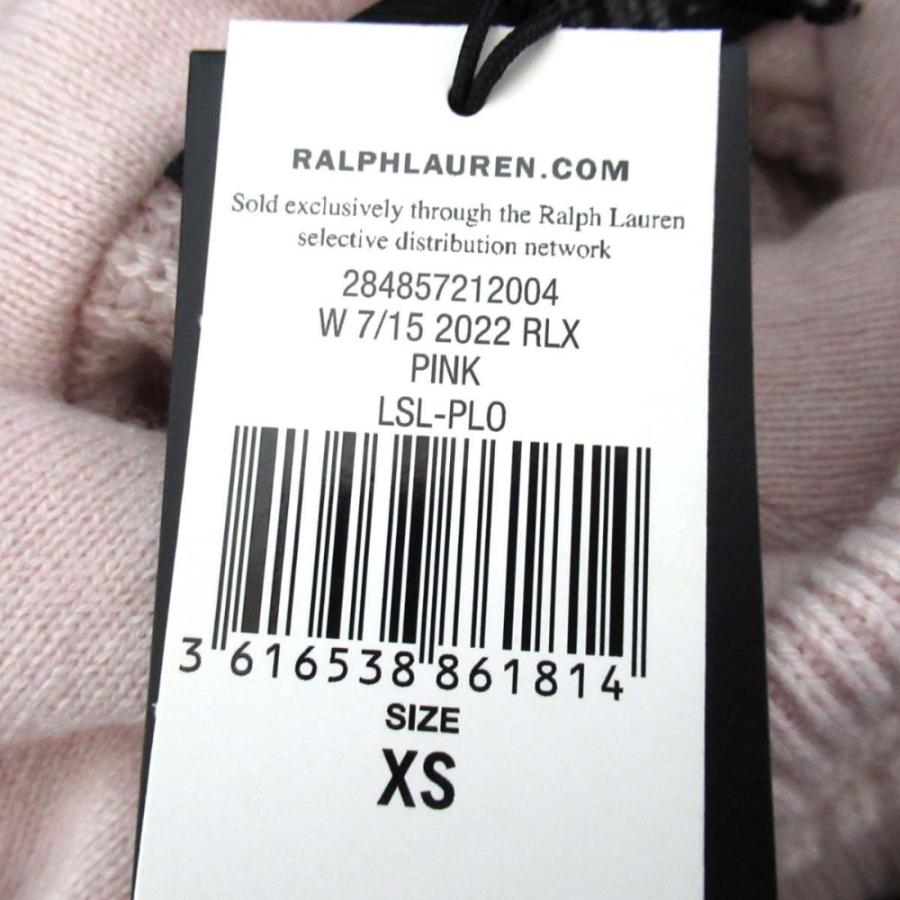 RALPHLAUREN.COM
Sold exclusively through the Ralph Lauren
selective distribution network
284857212004
W 7/15 2022 RLX
PINK
LSL-PLO
3 616538 861814
SIZE
XS